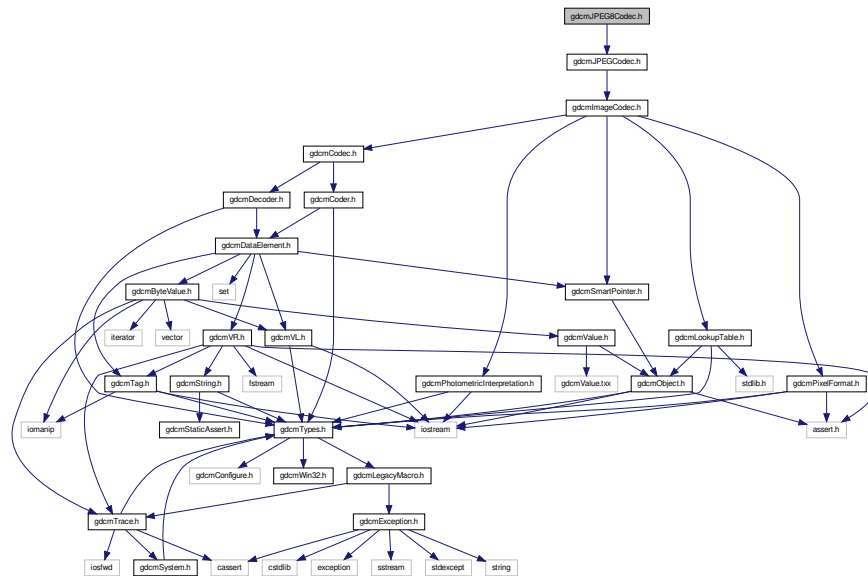 gdcmJPEG8Codec.h
gdcmJPEGCodec.h
gdcmImageCodec.h
gdcmCodec.h
gdcmDecoder.h
gdcmCoder.h
gdcmDataElement.h
gdcmByteValue.h
set
gdcmSmartPointer.h
iterator
vector
gdcmVR.h
gdcmVL.h
gdcmValue.h
gdcmLookupTable.h
gdcmTag.h
gdcmString.h
fstream
gdcmPhotometricInterpretation.h
gdcmValue.txx
gdcmObject.h
stdlib.h
gdcmPixelFormat.h
iomanip
gdcmStaticAssert.h
gdcmTypes.h
iostream
assert.h
gdcmConfigure.h
gdcmWin32.h
gdcmLegacyMacro.h
gdcmTrace.h
gdcmException.h
iosfwd
gdcmSystem.h
cassert
cstdlib
exception
sstream
stdexcept
string